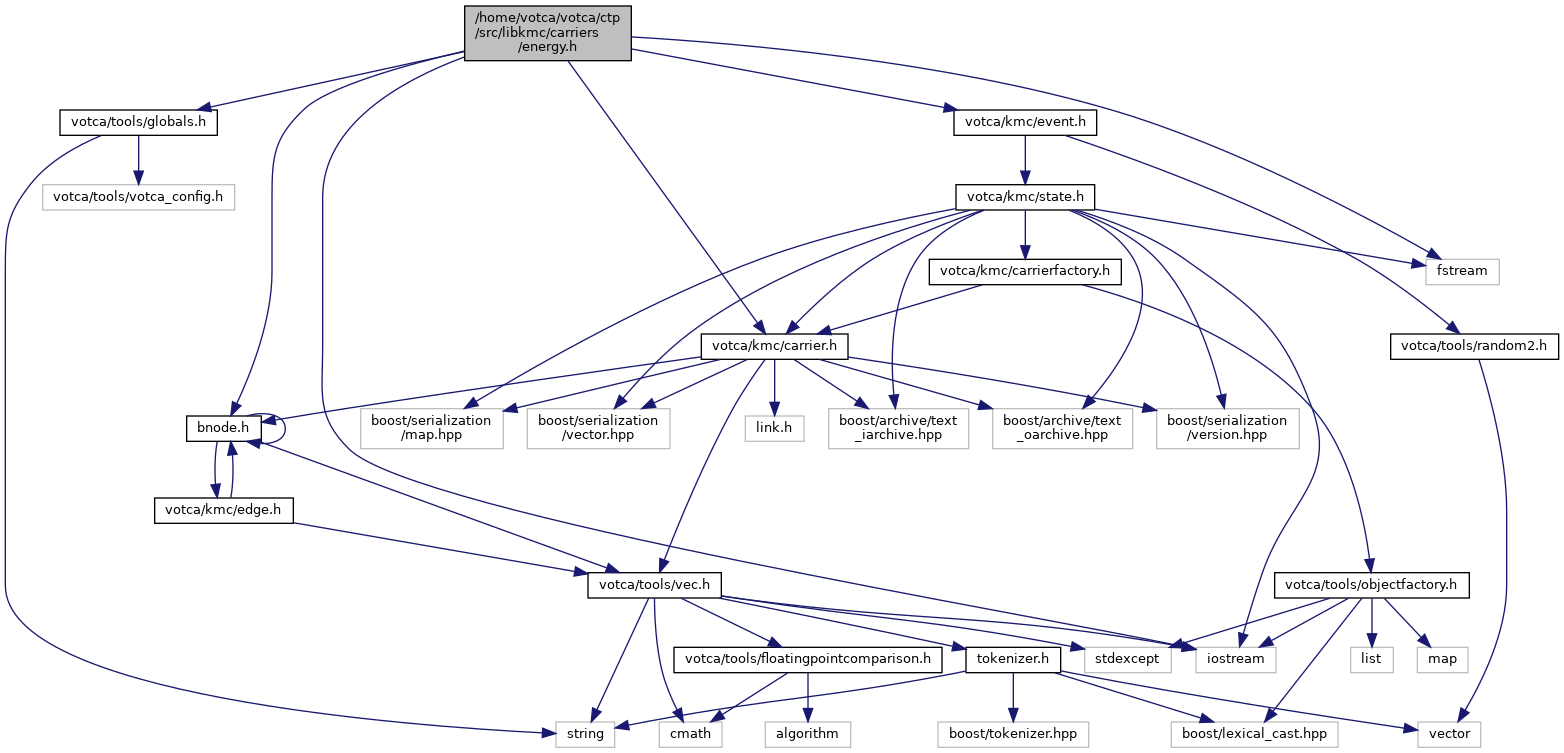 /home/votca/votca/ctp
/src/libkmc/carriers
/energy.h
votca/tools/globals.h
votca/kmc/event.h
votca/tools/votca_config.h
votca/kmc/state.h
votca/kmc/carrierfactory.h
fstream
votca/kmc/carrier.h
votca/tools/random2.h
bnode.h
boost/serialization
/map.hpp
boost/serialization
/vector.hpp
link.h
boost/archive/text
_iarchive.hpp
boost/archive/text
_oarchive.hpp
boost/serialization
/version.hpp
votca/kmc/edge.h
votca/tools/vec.h
votca/tools/objectfactory.h
votca/tools/floatingpointcomparison.h
tokenizer.h
stdexcept
iostream
list
map
string
cmath
algorithm
boost/tokenizer.hpp
boost/lexical_cast.hpp
vector